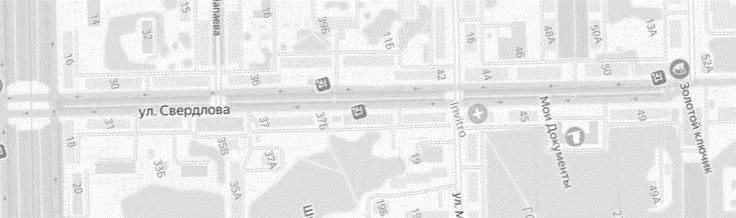 14
15
Чапаева
16
39Б
11Б
16
48А
50А
13А
16
32
46
52А
30
36
42
44
50
ул. Свердлова
Invitro
Мои Документы
Золотой ключик
31
37
37Б
45
49
18
35В
33Б
37А
19
20
35А
19Б
49А
ул. М